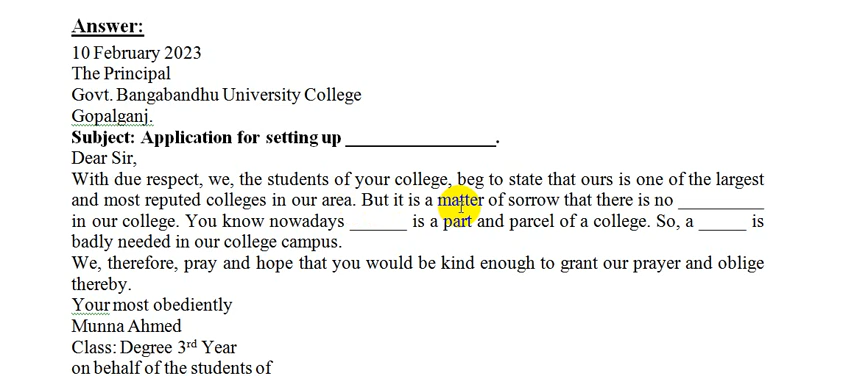 Answer:
10 February 2023
The Principal
Govt. Bangabandhu University College
Gopalganj.
Subject: Application for setting up _______________.
Dear Sir,
With due respect, we, the students of your college, beg to state that ours is one of the largest
and most reputed colleges in our area. But it is a matter of sorrow that there is no _________
in our college. You know nowadays ______ is a part and parcel of a college. So, a _____ is
badly needed in our college campus.
We, therefore, pray and hope that you would be kind enough to grant our prayer and oblige
thereby.
Your most obediently
Munna Ahmed
Class: Degree 3rd Year
on behalf of the students of